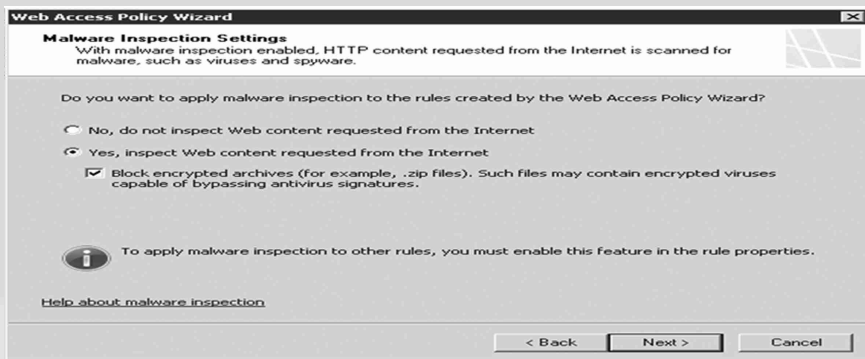 Web Access Policy Wizard
Malware Inspection Settings
With malware inspection enabled, HTTP content requested from the Internet is scanned for
malware, such as viruses and spyware.
Do you want to apply malware inspection to the rules created by the Web Access Policy Wizard?
No, do not inspect Web content requested from the Internet
Yes, inspect Web content requested from the Internet
Block encrypted archives (for example, .zip files). Such files may contain encrypted viruses
capable of bypassing antivirus signatures.
To apply malware inspection to other rules, you must enable this feature in the rule properties.
Help about malware inspection
< Back Next > Cancel